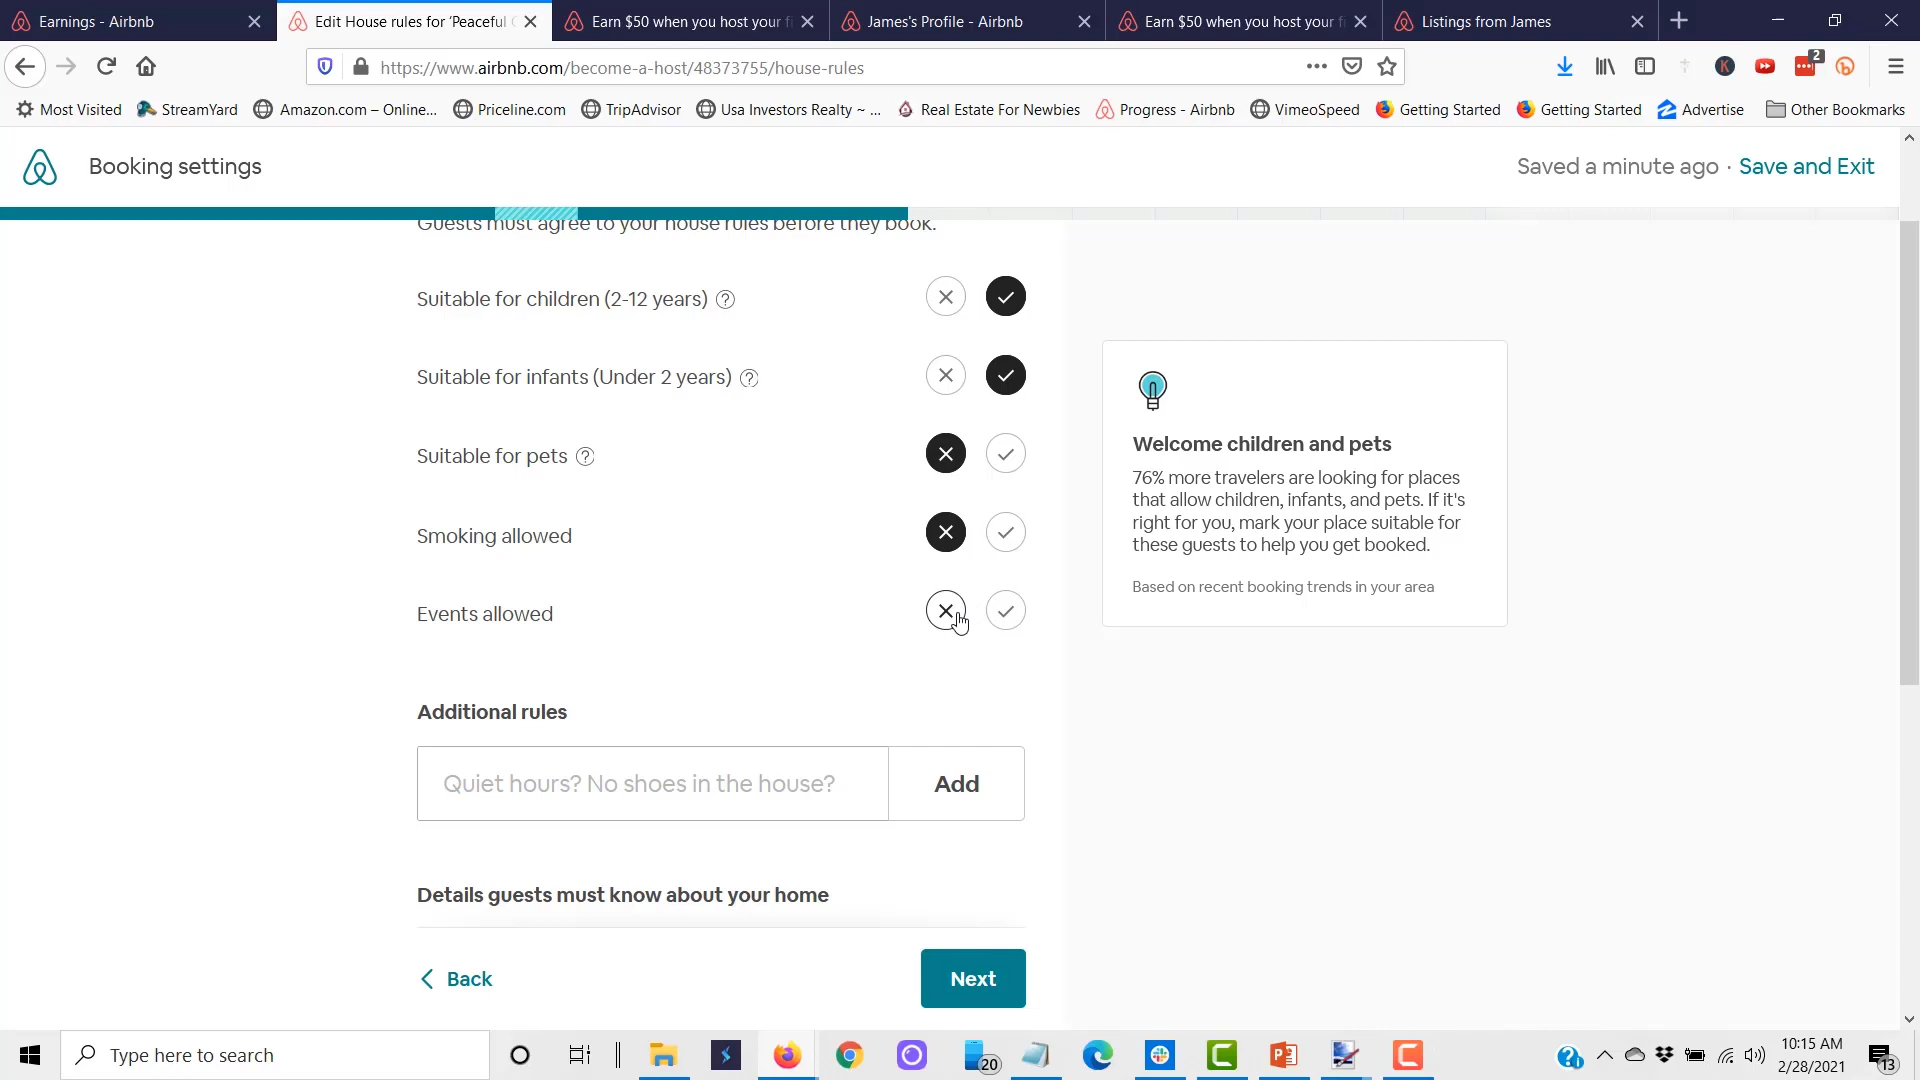 Earnings - Airbnb
Edit House rules for 'Peaceful
Earn $50 when you host your fi
James's Profile - Airbnb
Earn $50 when you host your fi
Listings from James
https://www.airbnb.com/become-a-host/48373755/house-rules
2
Most Visited
StreamYard
Amazon.com – Online...
Priceline.com
TripAdvisor
Usa Investors Realty ~ ...
Real Estate For Newbies
Progress - Airbnb
VimeoSpeed
Getting Started
Getting Started
Advertise
Other Bookmarks
Booking settings
Saved a minute ago · Save and Exit
Guests must agree to your house rules before they book.
Suitable for children (2-12 years) ?
Suitable for infants (Under 2 years) ?
Suitable for pets ?
Smoking allowed
Events allowed
Welcome children and pets
76% more travelers are looking for places
that allow children, infants, and pets. If it's
right for you, mark your place suitable for
these guests to help you get booked.
Based on recent booking trends in your area
Additional rules
Quiet hours? No shoes in the house?
Add
Details guests must know about your home
Back
Next
Type here to search
20
10:15 AM
2/28/2021
13